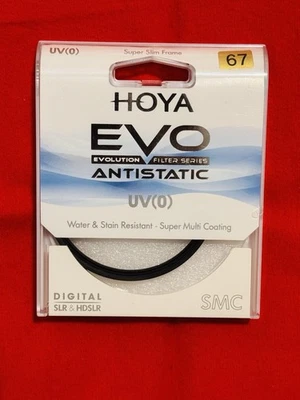 UV(0)
Super Slim Frame
67
HOYA
EVO
EVOLUTION FILTER SERIES
ANTISTATIC
UV(0)
Water & Stain Resistant - Super Multi Coating
DIGITAL
SLR & HDSLR
SMC